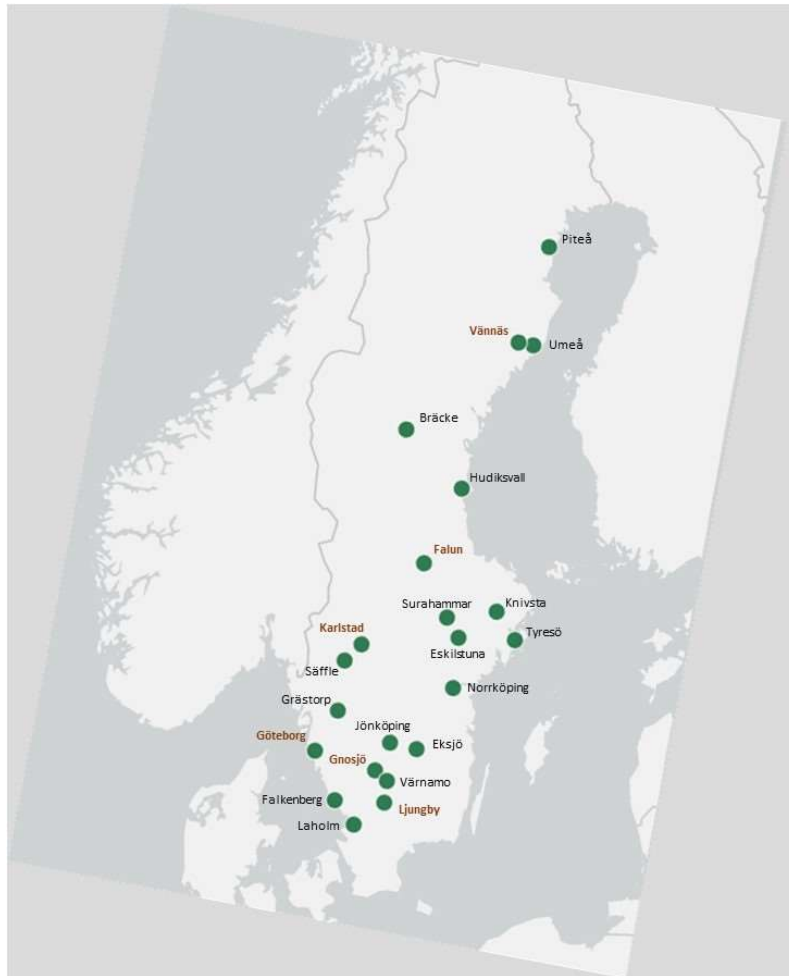 Piteå
Vännäs
Umeå
Bräcke
Hudiksvall
Falun
Surahammar
Knivsta
Karlstad
Tyresö
Eskilstuna
Säffle
Norrköping
Grästorp
Jönköping
Göteborg
Eksjö
Gnosjö
Värnamo
Falkenberg
Ljungby
Laholm